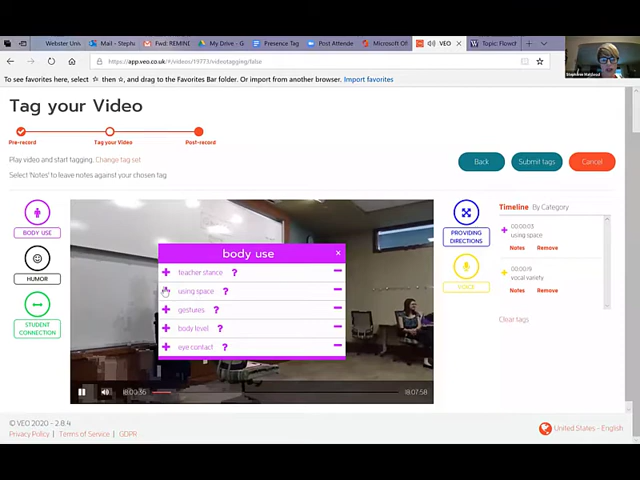 Webster Univ
Mail - Steph
Fwd: REMIN
My Drive - G
Presence Tag
Post Attende
Microsoft Of
VEO
Topic: Flowch
https://app.veo.co.uk/#/videos/19773/videotagging/false
To see favorites here, select ☆ then ☆, and drag to the Favorites Bar folder. Or import from another browser. Import favorites
Tag your Video
Pre-record
Tag your Video
Post-record
Play video and start tagging. Change tag set
Select 'Notes' to leave notes against your chosen tag
Back
Submit tags
Cancel
BODY USE
HUMOR
STUDENT
CONNECTION
body use
teacher stance ?
using space ?
gestures ?
body level ?
eye contact ?
PROVIDING
DIRECTIONS
VOICE
Timeline By Category
00:00:03
using space
Notes Remove
00:00:19
vocal variety
Notes Remove
Clear tags
© VEO 2020 - 2.8.4
Privacy Policy | Terms of Service | GDPR
United States - English